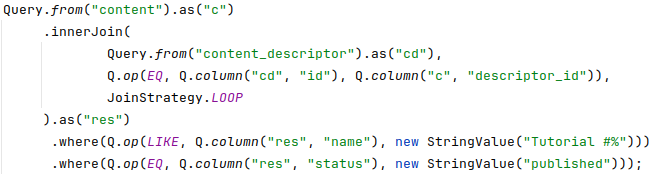 Query.from("content").as("c")
.innerJoin(
Query.from("content_descriptor").as("cd"),
Q.op(EQ, Q.column("cd", "id"), Q.column("c", "descriptor_id")),
JoinStrategy.LOOP
).as("res")
.where(Q.op(LIKE, Q.column("res", "name"), new StringValue("Tutorial #%")))
.where(Q.op(EQ, Q.column("res", "status"), new StringValue("published")));